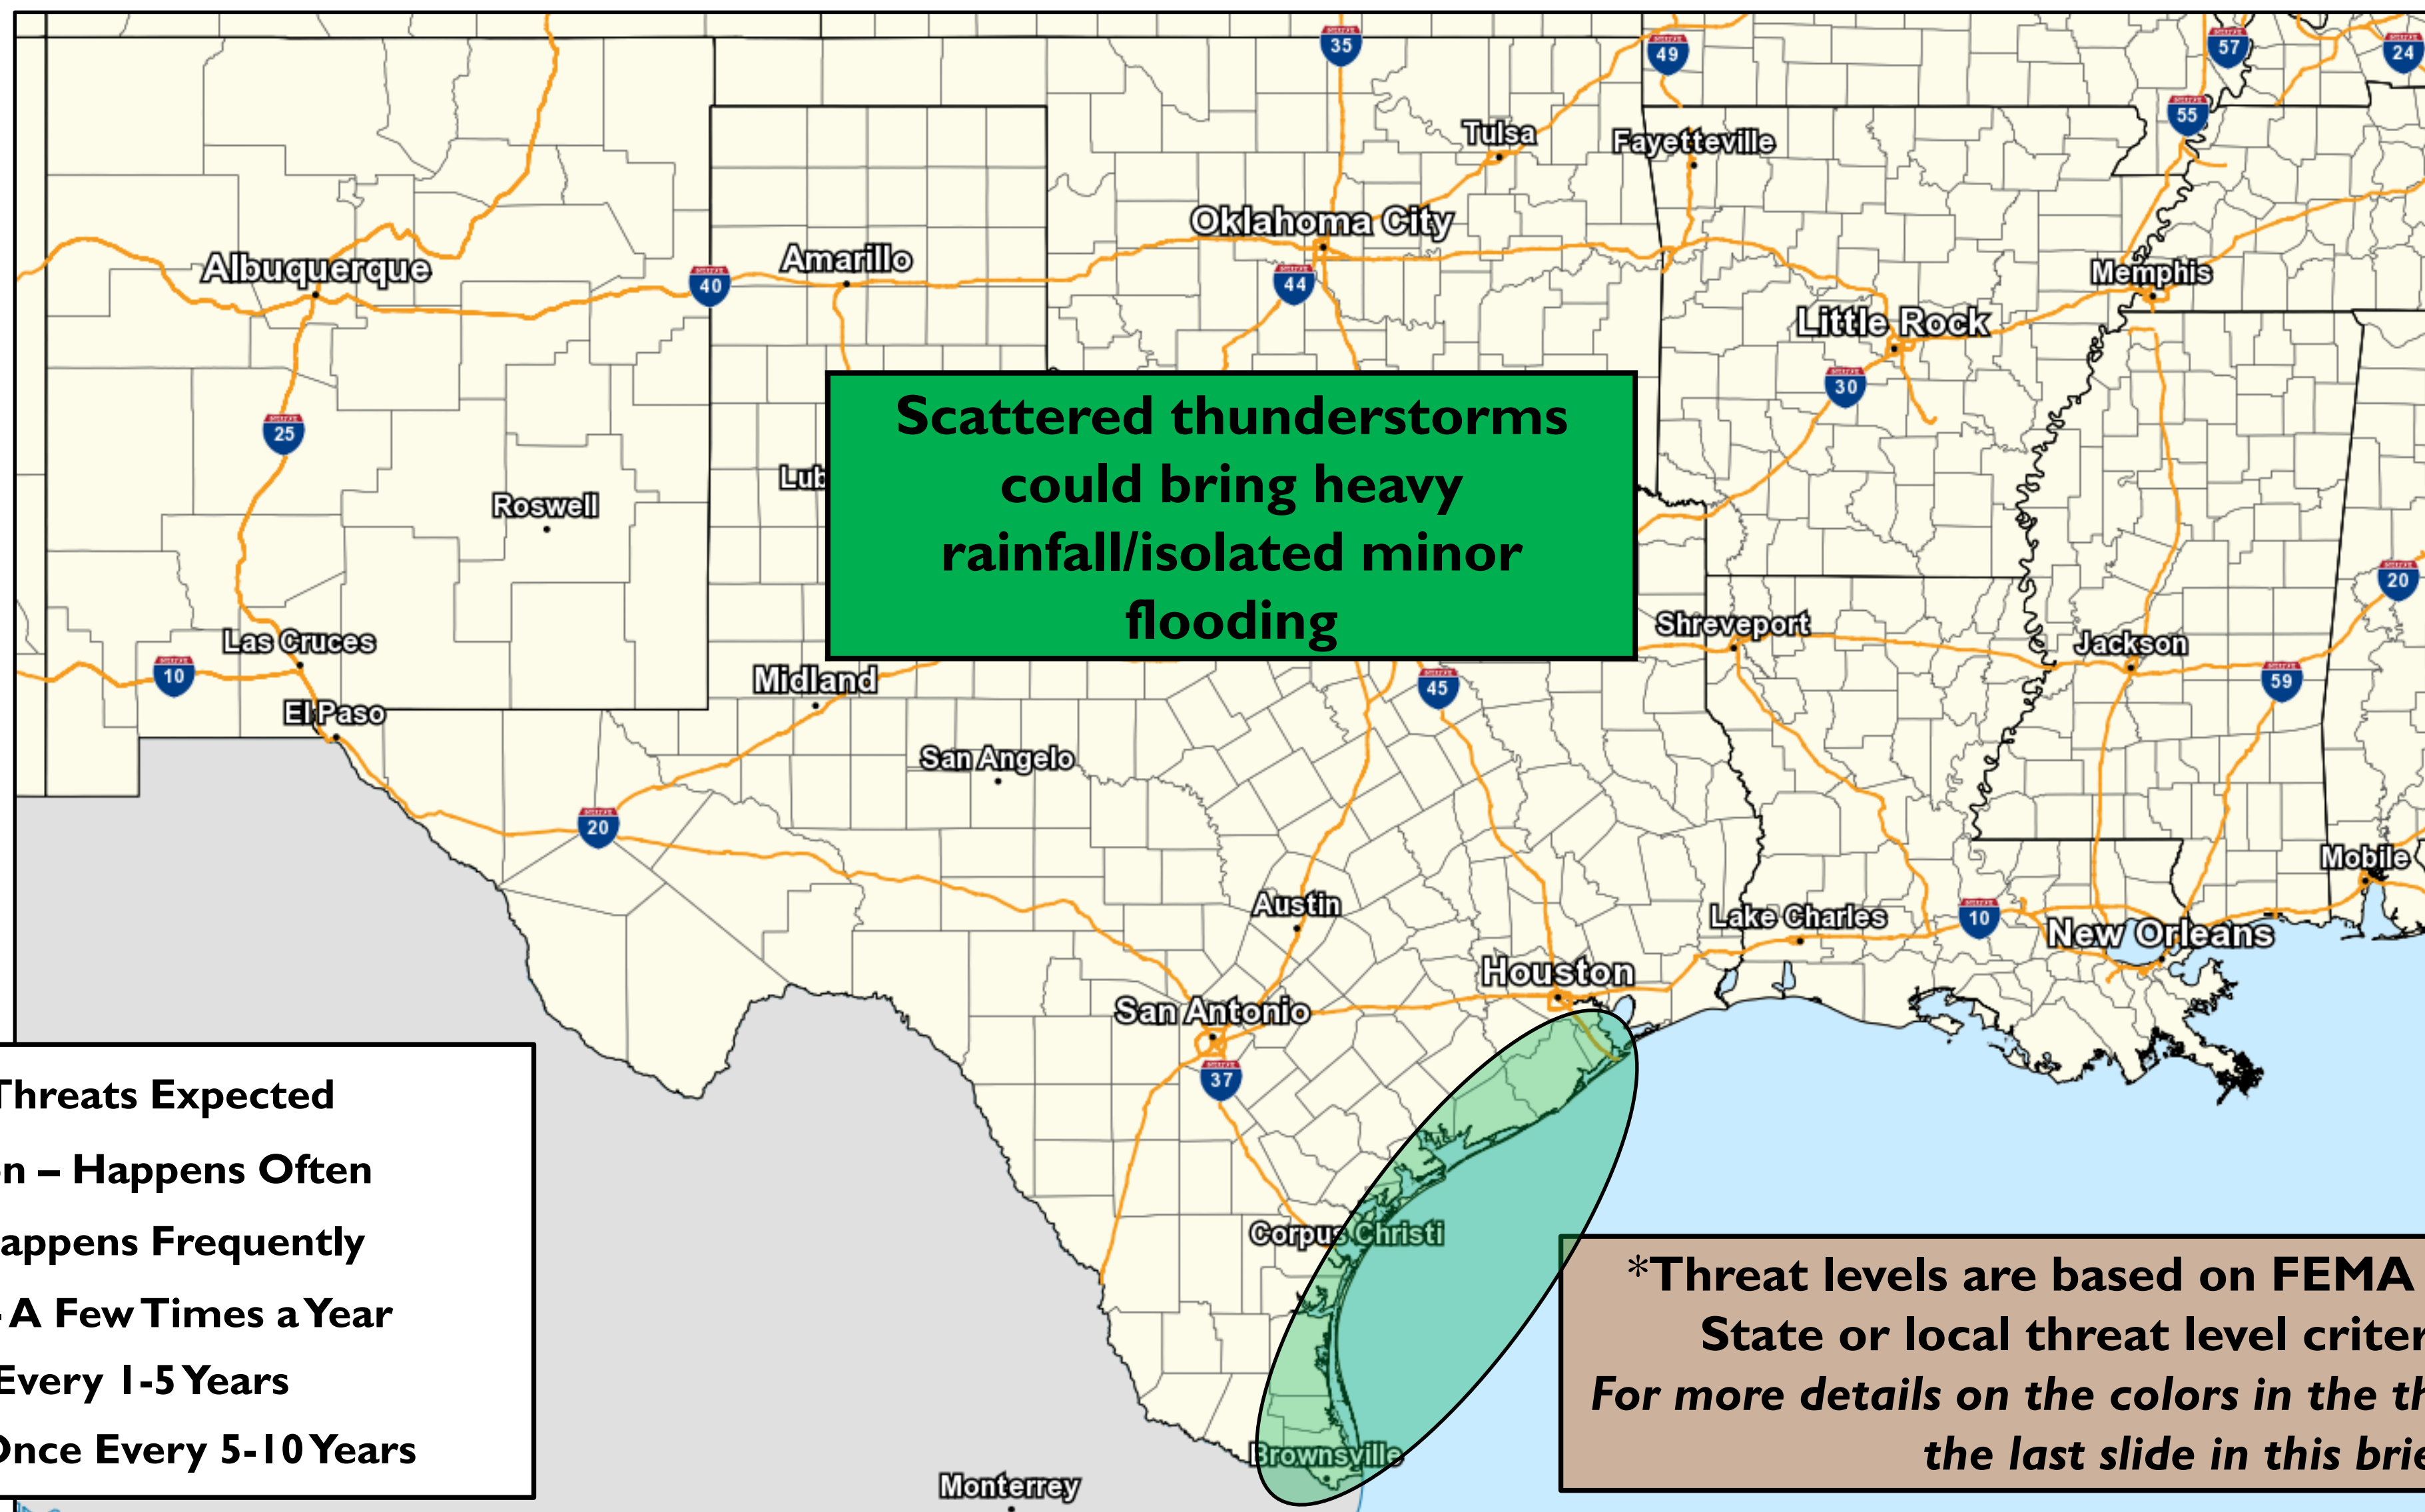 35
49
57
24
55
Tulsa
Fayetteville
Oklahoma City
Albuquerque
Amarillo
40
44
Memphis
Little Rock
30
25
Scattered thunderstorms
could bring heavy
rainfall/isolated minor
flooding
Lub
Roswell
20
Shreveport
Las Cruces
Jackson
10
Midland
45
59
El Paso
San Angelo
20
Mobile
Austin
Lake Charles
10
New Orleans
Houston
San Antonio
37
Threats Expected
n – Happens Often
appens Frequently
- A Few Times a Year
Every 1-5 Years
Once Every 5-10 Years
Corpus Christi
*Threat levels are based on FEMA
State or local threat level criter
For more details on the colors in the th
the last slide in this brie
Brownsville
Monterrey